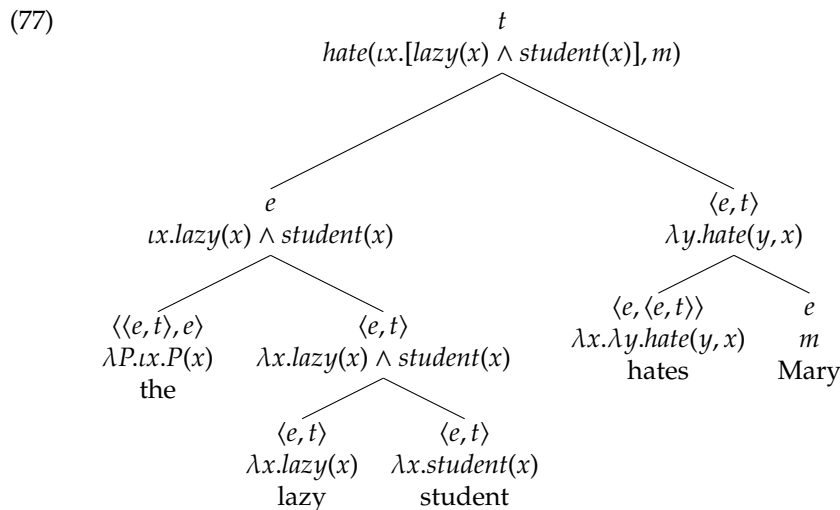 (77)
t
hate(ιx.[lazy(x) ∧ student(x)], m)
e ⟨e, t⟩
ιx.lazy(x) ∧ student(x) λy.hate(y, x)
⟨⟨e, t⟩, e⟩ ⟨e, t⟩ ⟨e, ⟨e, t⟩⟩ e
λP.ιx.P(x) λx.lazy(x) ∧ student(x) λx.λy.hate(y, x) m
the hates Mary
⟨e, t⟩ ⟨e, t⟩
λx.lazy(x) λx.student(x)
lazy student